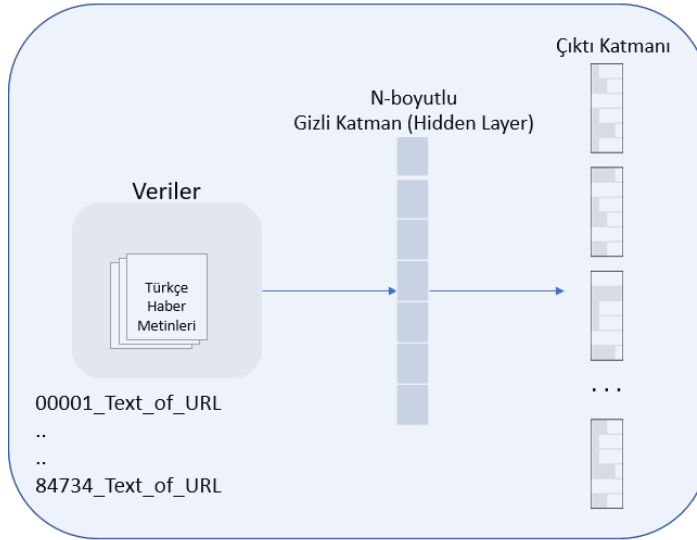 Çıktı Katmanı
N-boyutlu
Gizli Katman (Hidden Layer)
Veriler
Türkçe
Haber
Metinleri
00001_Text_of_URL
..
..
84734_Text_of_URL
...